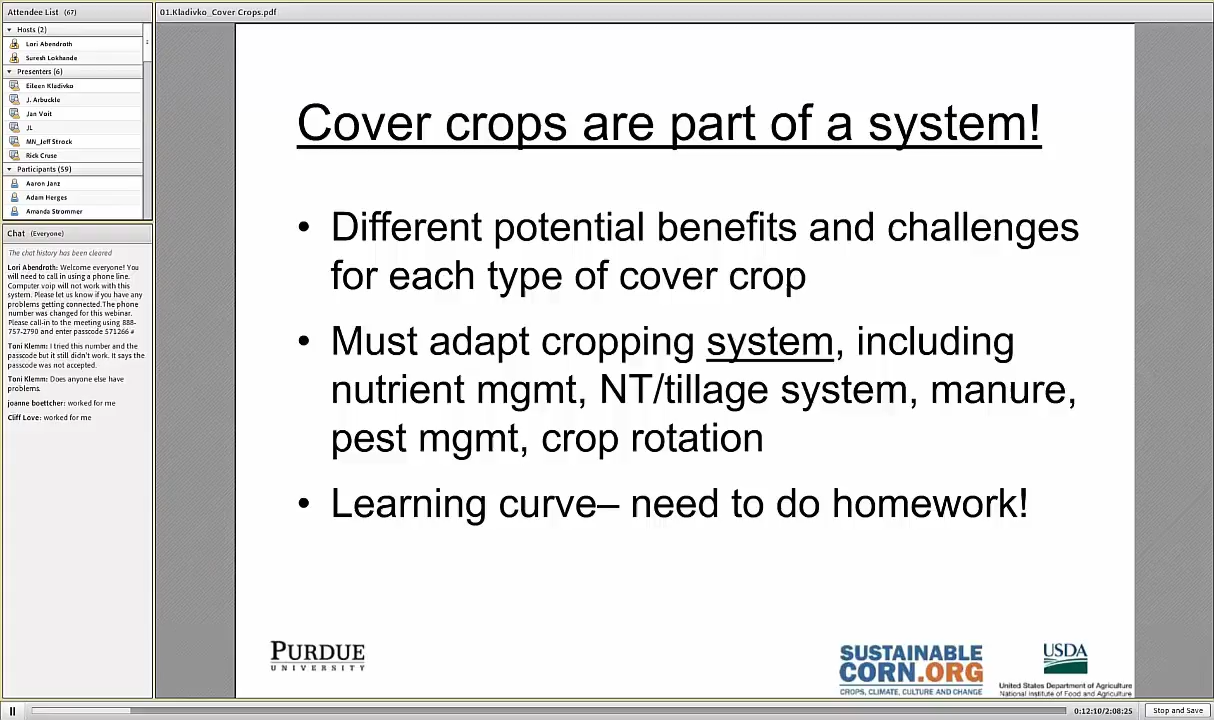 Attendee List (67)
Hosts (2)
Lori Abendroth
Suresh Lokhande
Presenters (6)
Eileen Kladivko
J. Arbuckle
Jan Voit
JL
MN_Jeff Strock
Rick Cruse
Participants (59)
Aaron Janz
Adam Herges
Amanda Strommer
Chat (Everyone)
The chat history has been cleared
Lori Abendroth: Welcome everyone! You
will need to call in using a phone line.
Computer voip will not work with this
system. Please let us know if you have any
problems getting connected.The phone
number was changed for this webinar.
Please call-in to the meeting using 888-
757-2790 and enter passcode 571266 #
Toni Klemm: I tried this number and the
passcode but it still didn't work. It says the
passcode was not accepted.
Toni Klemm: Does anyone else have
problems.
joanne boettcher: worked for me
Cliff Love: worked for me
01.Kladivko_Cover Crops.pdf
Cover crops are part of a system!
• Different potential benefits and challenges
for each type of cover crop
• Must adapt cropping system, including
nutrient mgmt, NT/tillage system, manure,
pest mgmt, crop rotation
• Learning curve– need to do homework!
PURDUE
UNIVERSITY
SUSTAINABLE
CORN.ORG
CROPS, CLIMATE, CULTURE AND CHANGE
USDA
United States Department of Agriculture
National Institute of Food and Agriculture
0:12:10/2:08:25
Stop and Save